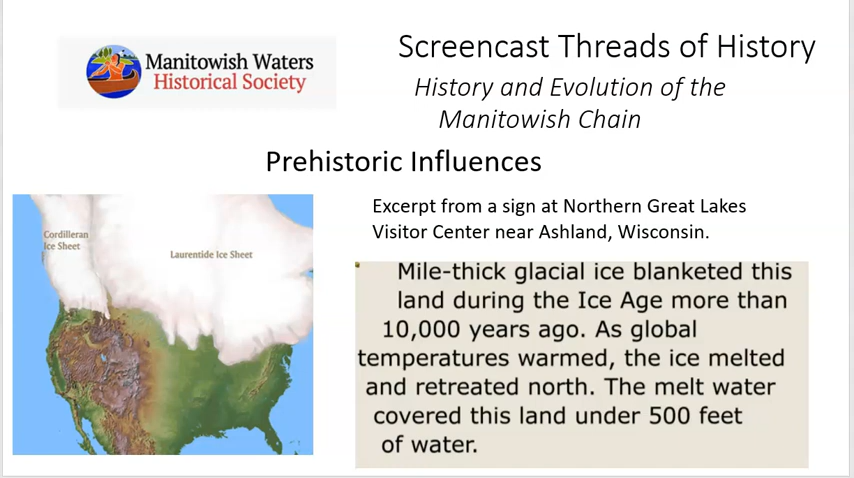 Manitowish Waters
Historical Society
Screencast Threads of History
History and Evolution of the
Manitowish Chain
Prehistoric Influences
Cordilleran
Ice Sheet
Laurentide Ice Sheet
Excerpt from a sign at Northern Great Lakes
Visitor Center near Ashland, Wisconsin.
Mile-thick glacial ice blanketed this
land during the Ice Age more than
10,000 years ago. As global
temperatures warmed, the ice melted
and retreated north. The melt water
covered this land under 500 feet
of water.